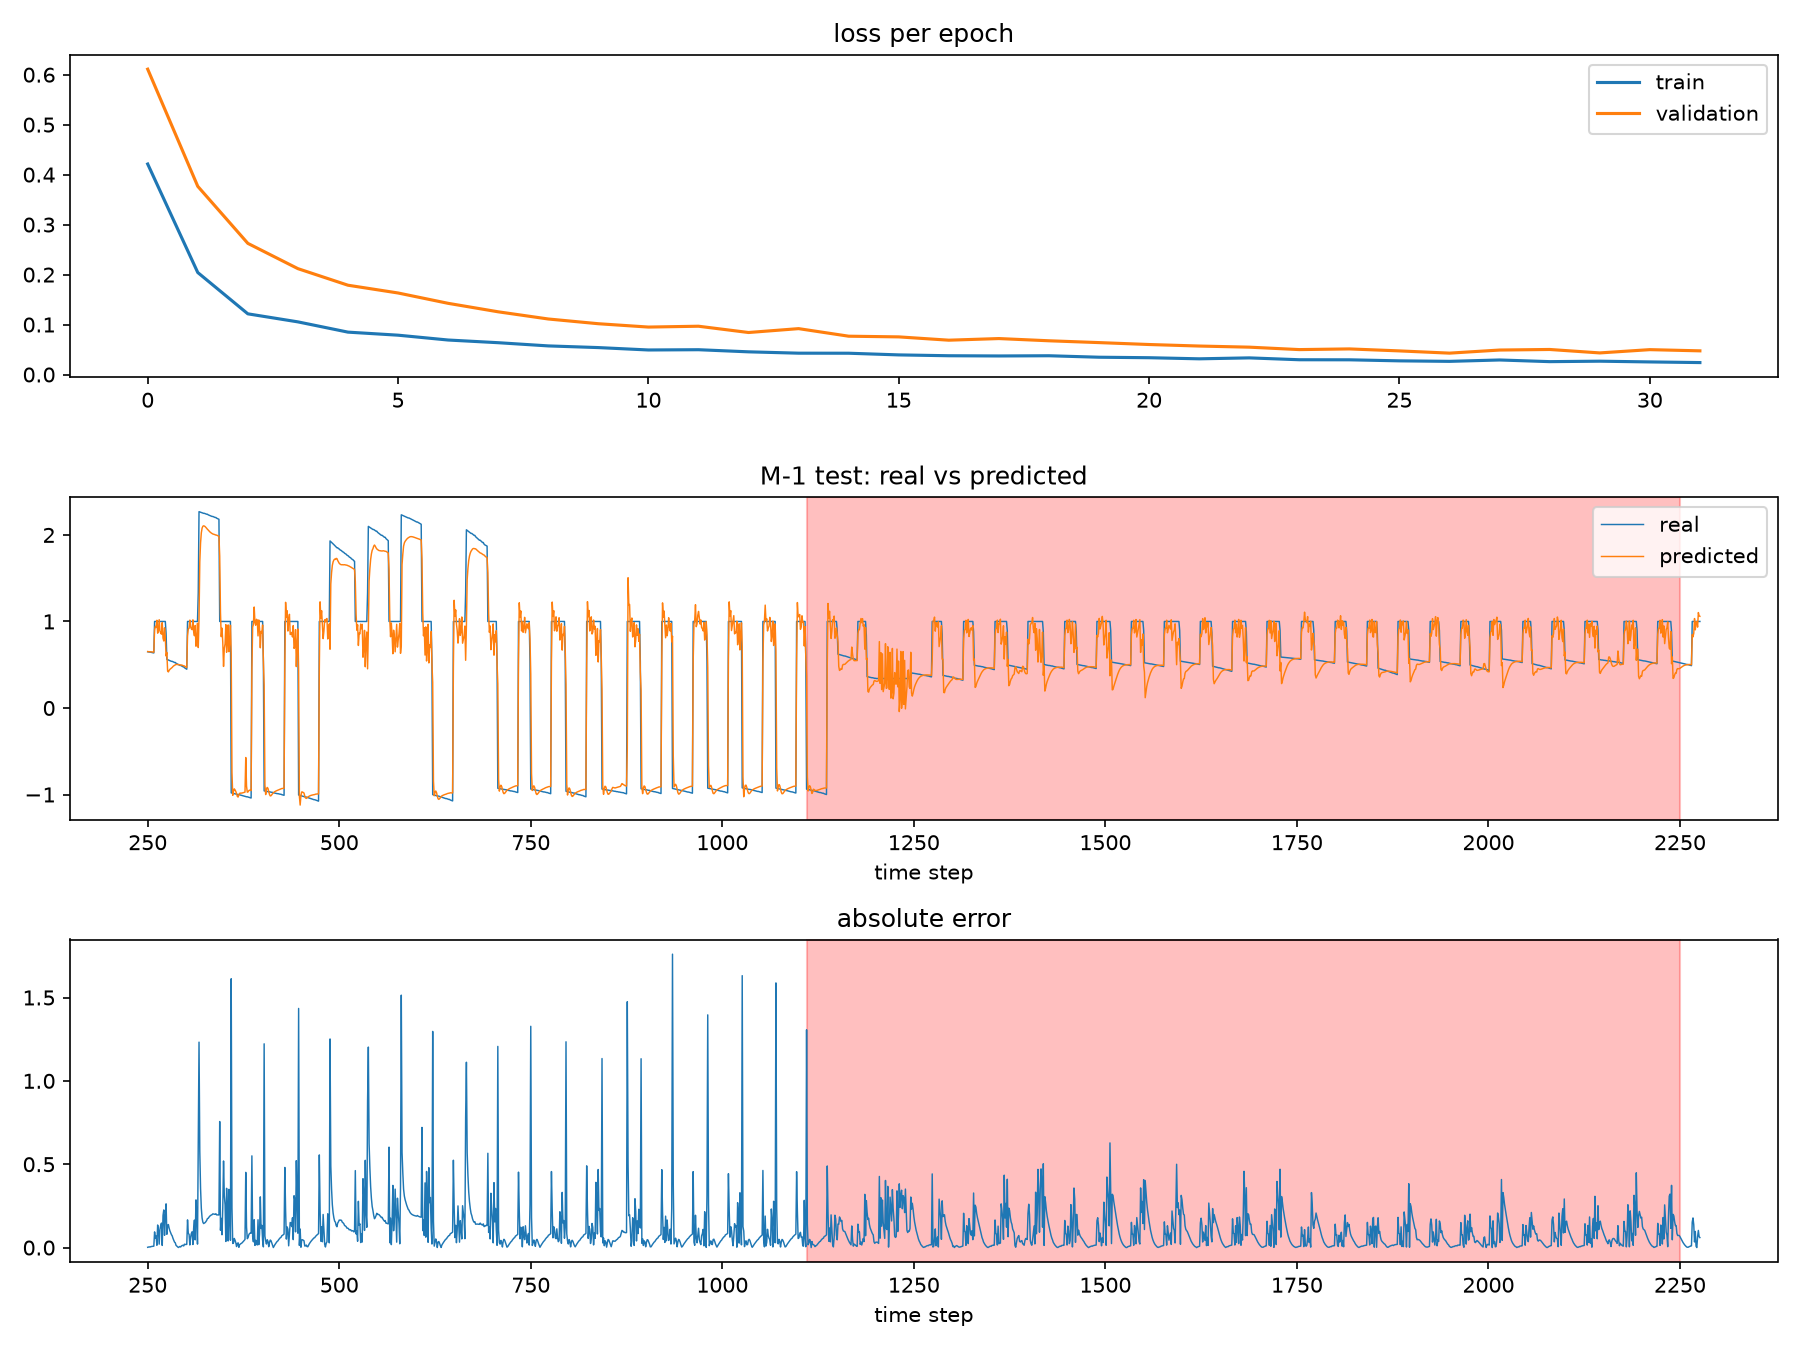 loss per epoch
0.6
0.5
0.4
0.3
0.2
0.1
0.0
train
validation
0 5 10 15 20 25 30
M-1 test: real vs predicted
2
1
0
−1
real
predicted
250 500 750 1000 1250 1500 1750 2000 2250
time step
absolute error
1.5
1.0
0.5
0.0
250 500 750 1000 1250 1500 1750 2000 2250
time step